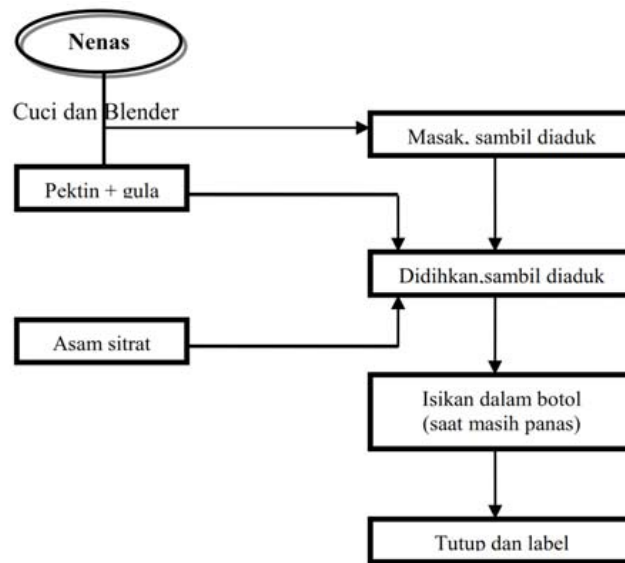 Nenas
Cuci dan Blender
Masak, sambil diaduk
Pektin + gula
Didihkan,sambil diaduk
Asam sitrat
Isikan dalam botol
(saat masih panas)
Tutup dan label